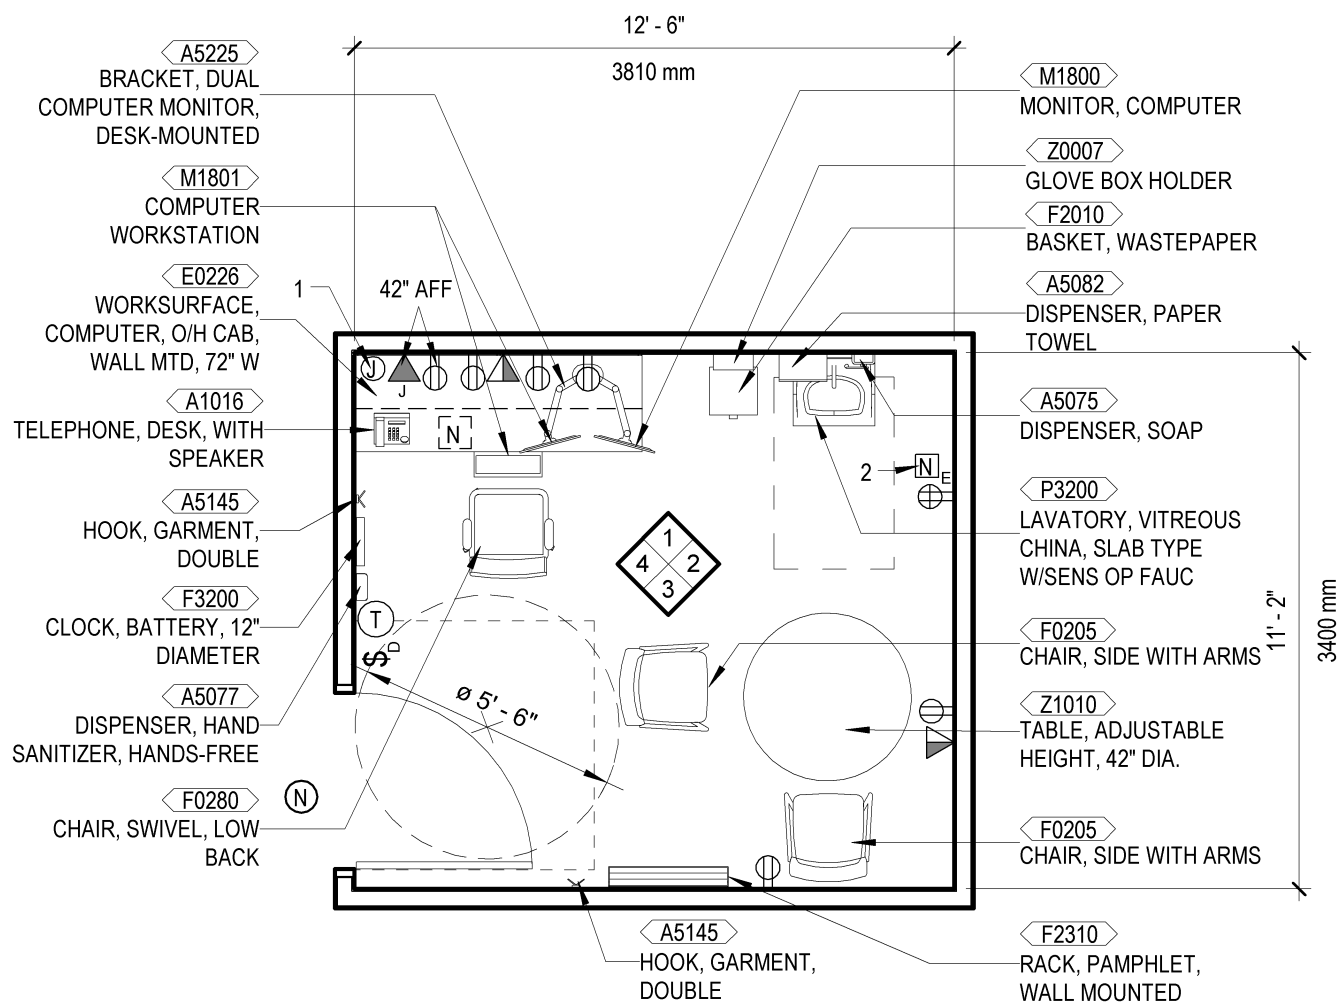 12' - 6"
3810 mm
A5225
BRACKET, DUAL
COMPUTER MONITOR,
DESK-MOUNTED
M1801
COMPUTER
WORKSTATION
E0226
WORKSURFACE,
COMPUTER, O/H CAB,
WALL MTD, 72" W
A1016
TELEPHONE, DESK, WITH
SPEAKER
A5145
HOOK, GARMENT,
DOUBLE
F3200
CLOCK, BATTERY, 12"
DIAMETER
A5077
DISPENSER, HAND
SANITIZER, HANDS-FREE
F0280
CHAIR, SWIVEL, LOW
BACK
1
42" AFF
J
J
N
2
N
E
1
4 2
3
T
$
D
ø 5' - 6"
N
A5145
HOOK, GARMENT,
DOUBLE
M1800
MONITOR, COMPUTER
Z0007
GLOVE BOX HOLDER
F2010
BASKET, WASTEPAPER
A5082
DISPENSER, PAPER
TOWEL
A5075
DISPENSER, SOAP
P3200
LAVATORY, VITREOUS
CHINA, SLAB TYPE
W/SENS OP FAUC
F0205
CHAIR, SIDE WITH ARMS
Z1010
TABLE, ADJUSTABLE
HEIGHT, 42" DIA.
F0205
CHAIR, SIDE WITH ARMS
F2310
RACK, PAMPHLET,
WALL MOUNTED
11' - 2"
3400 mm